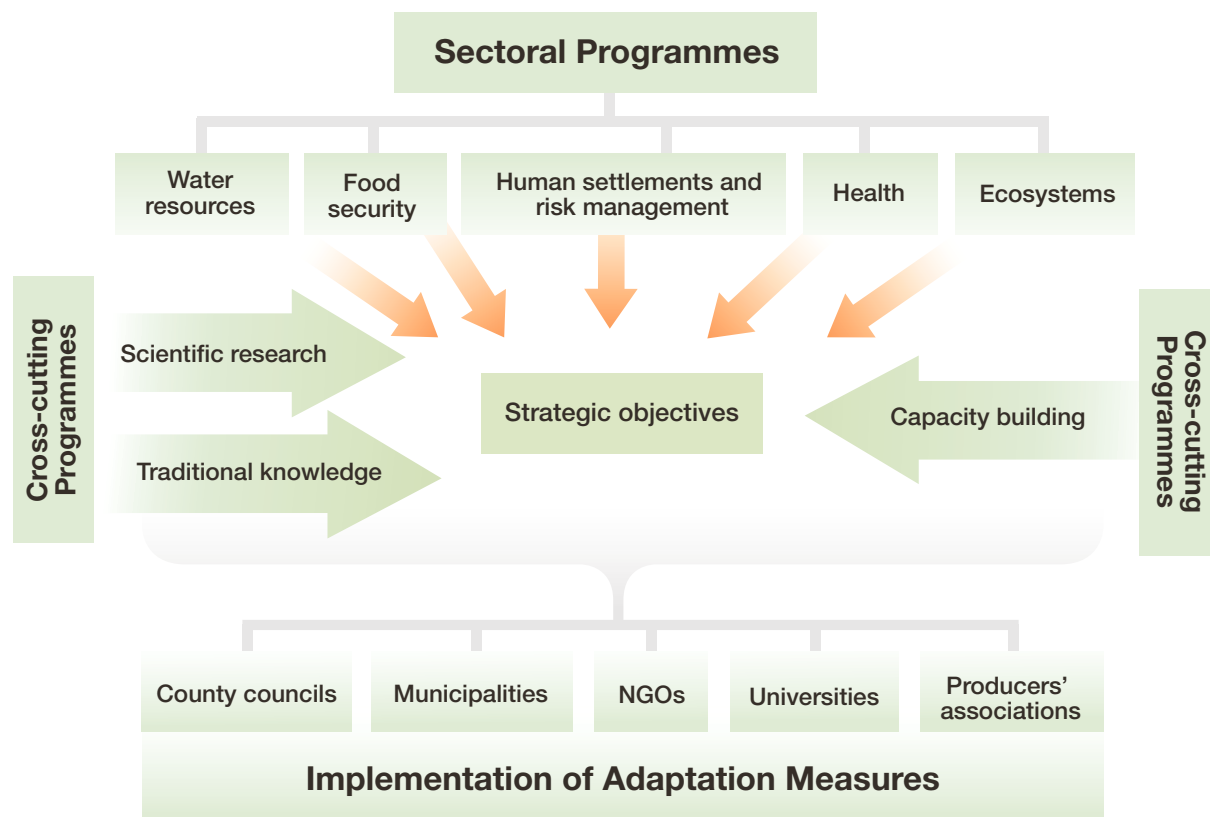 Sectoral Programmes
Water
resources
Food
security
Human settlements and
risk management
Health
Ecosystems
Cross-cutting
Programmes
Scientific research
Traditional knowledge
Strategic objectives
Capacity building
Cross-cutting
Programmes
County councils
Municipalities
NGOs
Universities
Producers’
associations
Implementation of Adaptation Measures